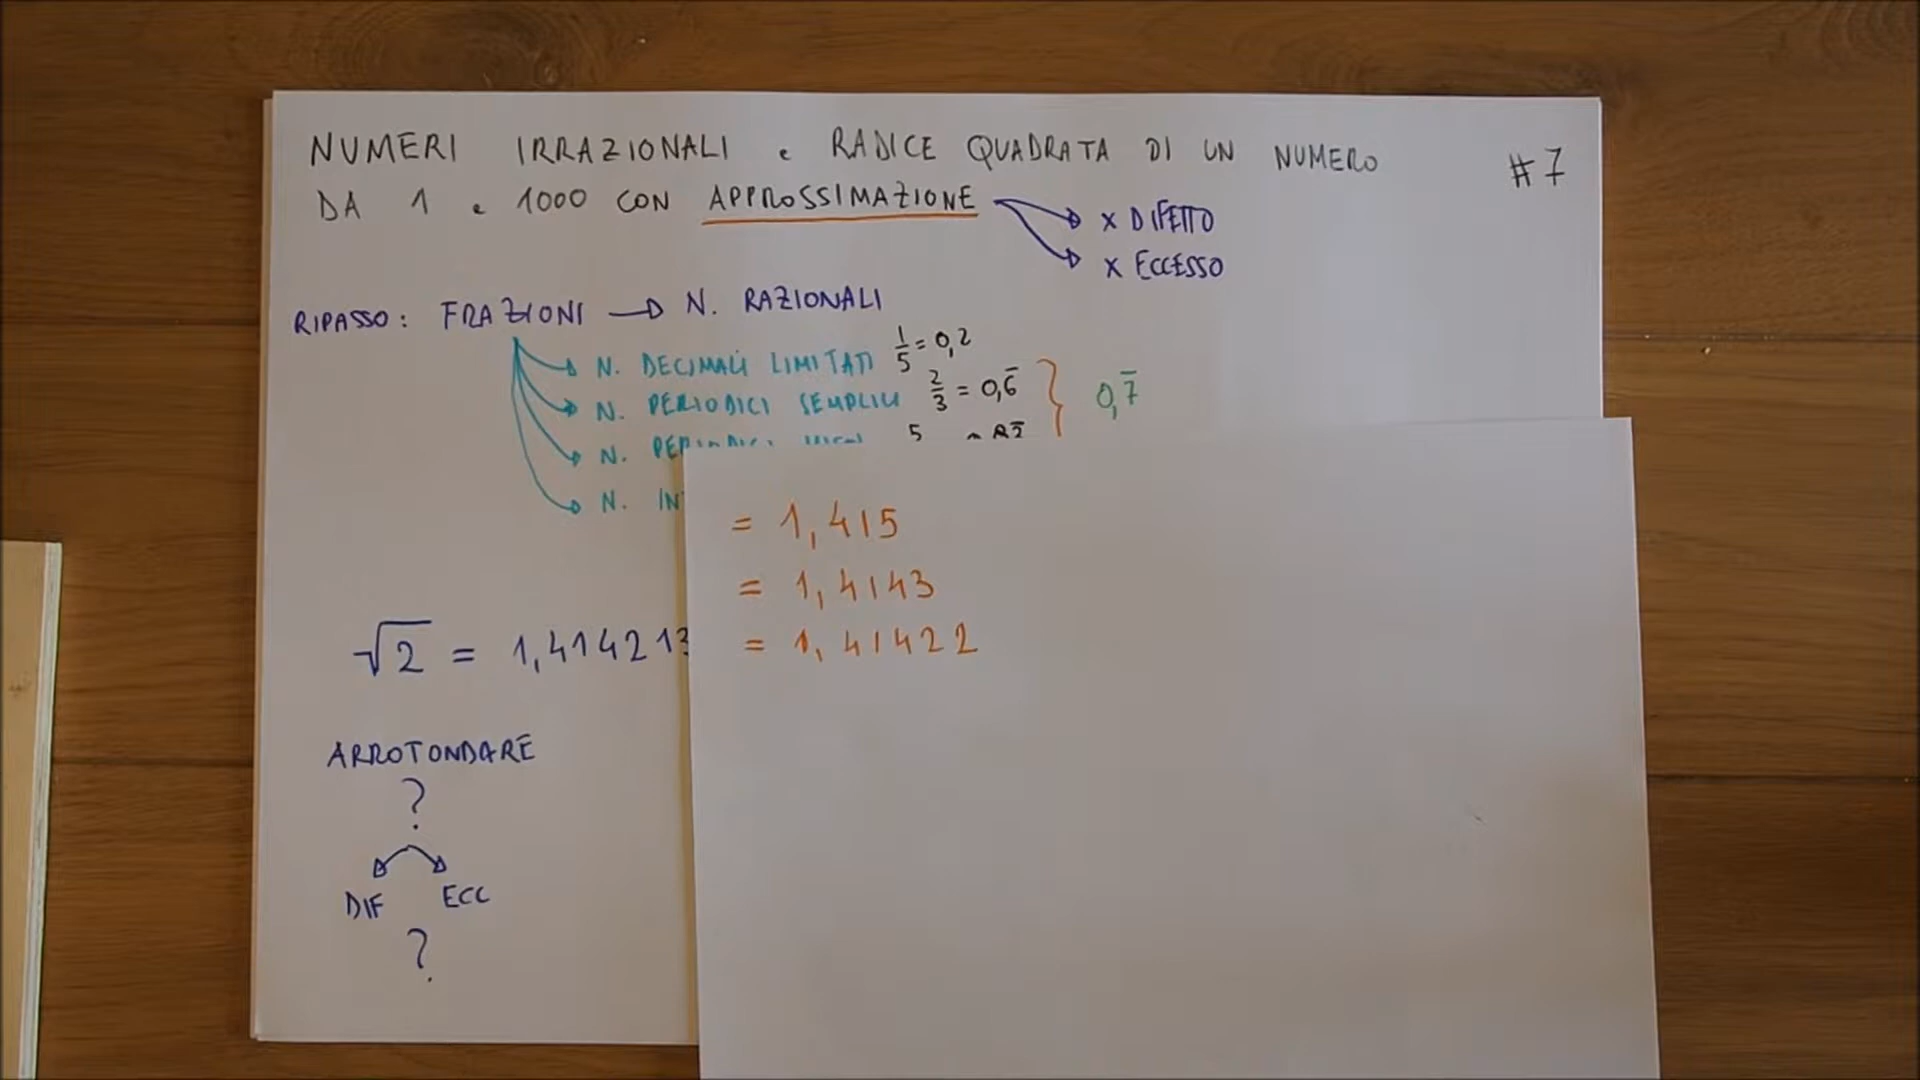 NUMERI IRRAZIONALI e RADICE QUADRATA DI UN NUMERO
DA 1 e 1000 CON APPROSSIMAZIONE
#7
X DIFETTO
X ECCESSO
RIPASSO: FRAZIONI → N. RAZIONALI
N. DECIMALI LIMITATI 1/5 = 0,2
N. PERIODICI SEMPLICI 2/3 = 0,6̅
0,7̅
N.
N.
= 1,415
= 1,4143
= 1,41422
√2 = 1,414213
ARROTONDARE
?
DIF ECC
?